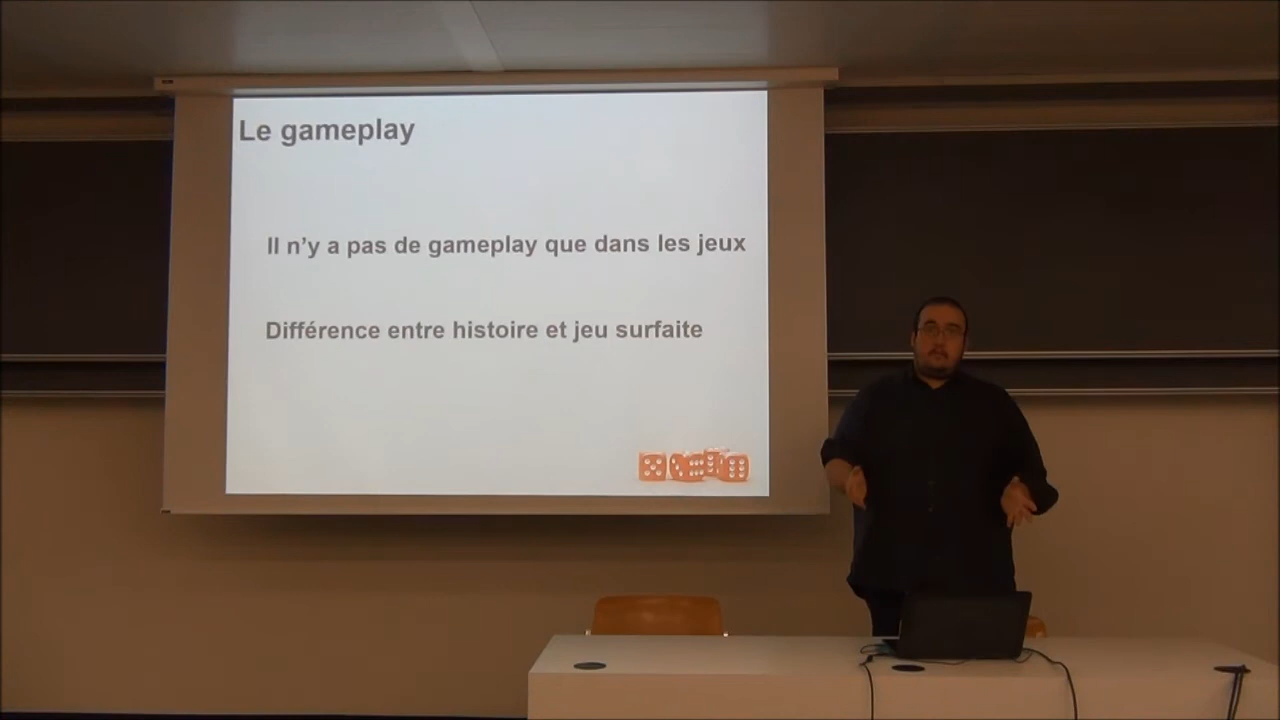 Le gameplay
Il n'y a pas de gameplay que dans les jeux
Différence entre histoire et jeu surfaite